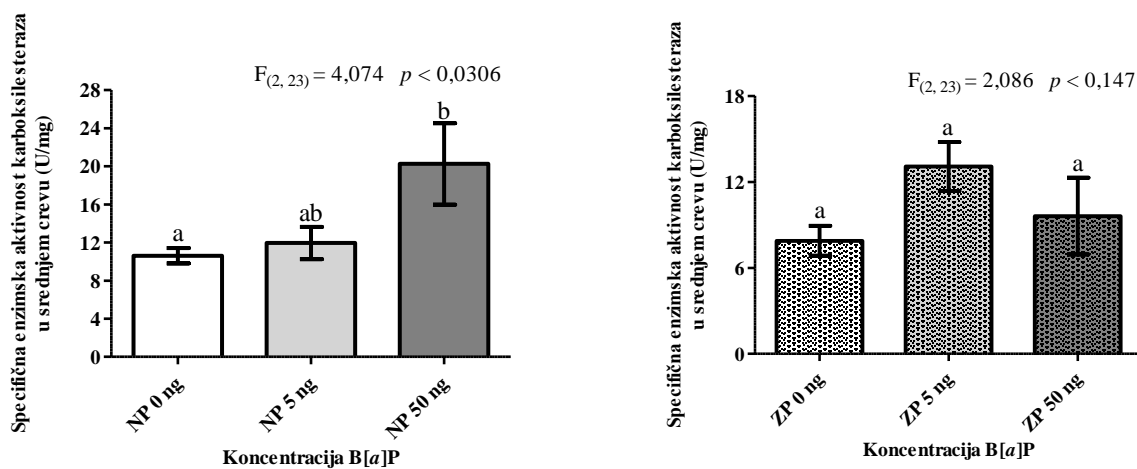 Specifična enzimska aktivnost karboksilesteraza
u srednjem crevu (U/mg)
F(2, 23) = 4,074 p < 0,0306
28
24
20
16
12
8
4
0
a
ab
b
NP 0 ng
NP 5 ng
NP 50 ng
Koncentracija B[a]P
Specifična enzimska aktivnost karboksilesteraza
u srednjem crevu (U/mg)
F(2, 23) = 2,086 p < 0,147
18
12
6
0
a
a
a
ZP 0 ng
ZP 5 ng
ZP 50 ng
Koncentracija B[a]P